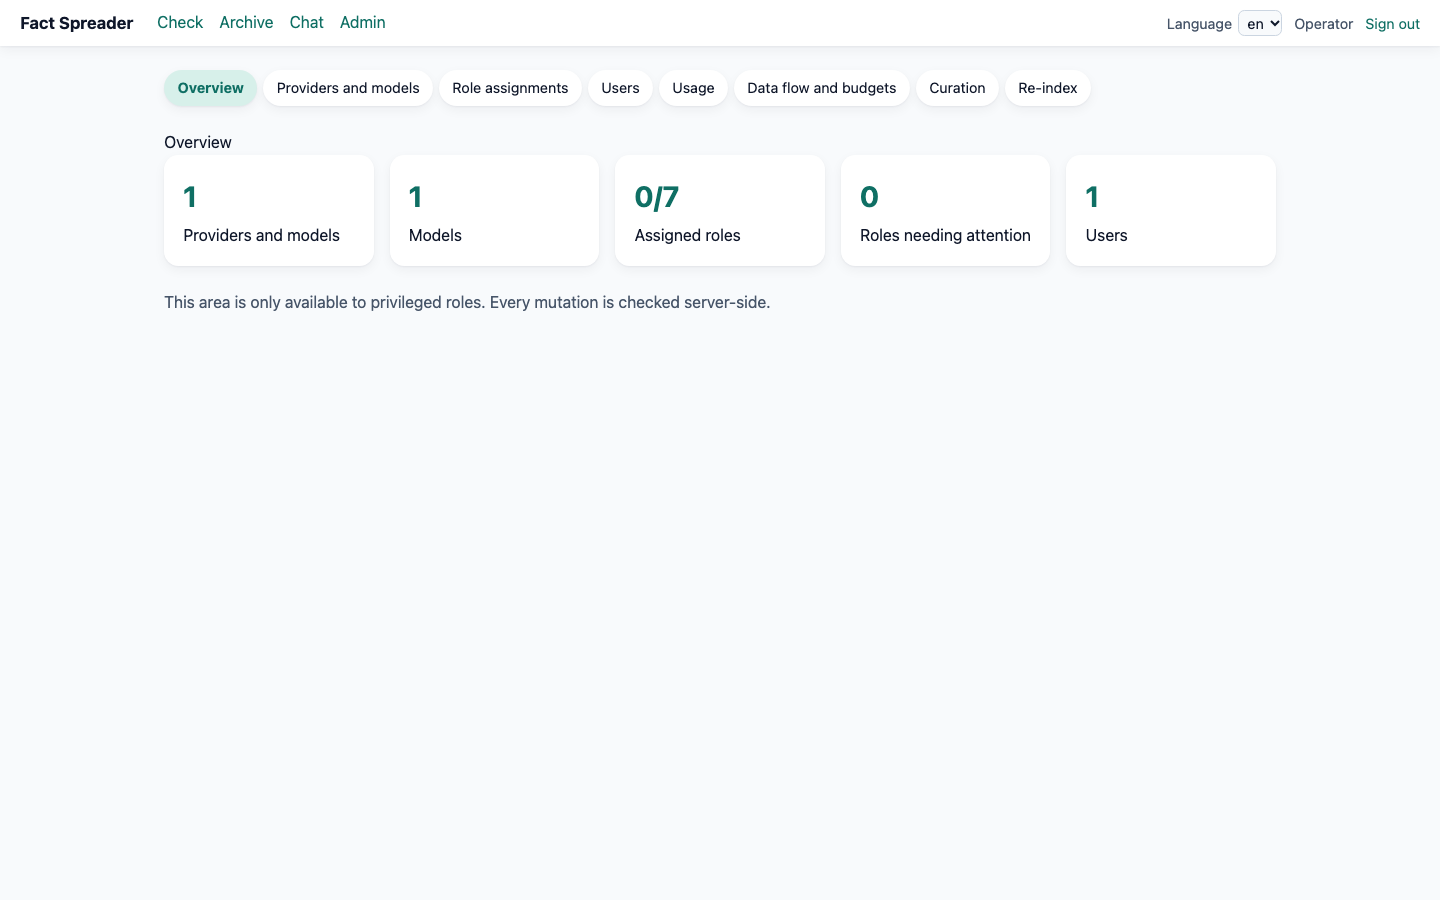 Fact Spreader Check Archive Chat Admin Language en Operator Sign out
Overview Providers and models Role assignments Users Usage Data flow and budgets Curation Re-index
Overview
1 1 0/7 0 1
Providers and models Models Assigned roles Roles needing attention Users
This area is only available to privileged roles. Every mutation is checked server-side.